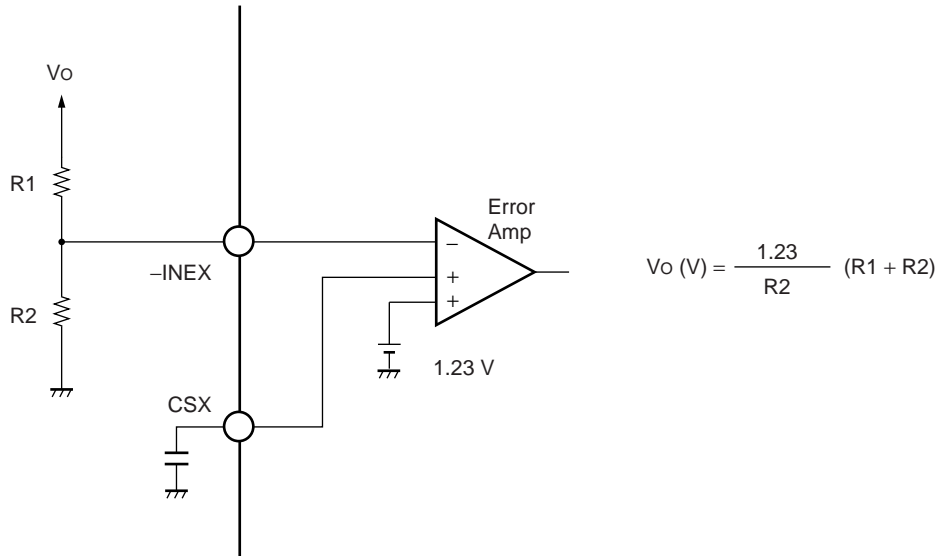 Vo
R1
R2
−INEX
CSX
Error
Amp
−
+
+
1.23 V
Vo (V) = 1.23 / R2 (R1 + R2)